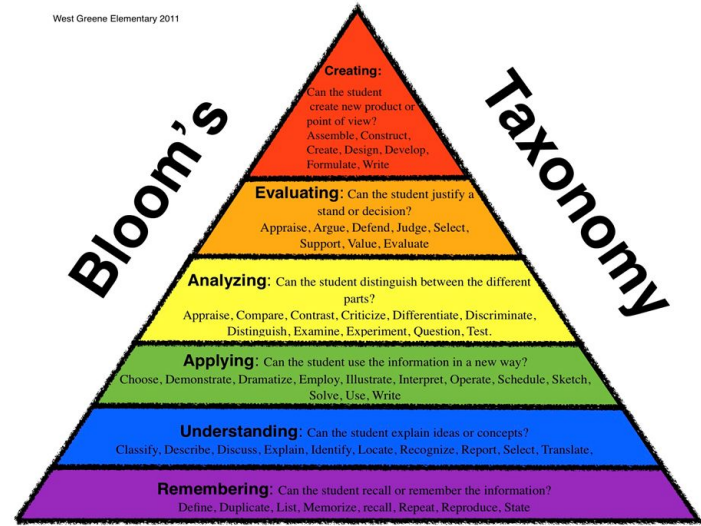 West Greene Elementary 2011
Bloom's
Taxonomy
Creating:
Can the student
create new product or
point of view?
Assemble, Construct,
Create, Design, Develop,
Formulate, Write
Evaluating: Can the student justify a
stand or decision?
Appraise, Argue, Defend, Judge, Select,
Support, Value, Evaluate
Analyzing: Can the student distinguish between the different
parts?
Appraise, Compare, Contrast, Criticize, Differentiate, Discriminate,
Distinguish, Examine, Experiment, Question, Test.
Applying: Can the student use the information in a new way?
Choose, Demonstrate, Dramatize, Employ, Illustrate, Interpret, Operate, Schedule, Sketch,
Solve, Use, Write
Understanding: Can the student explain ideas or concepts?
Classify, Describe, Discuss, Explain, Identify, Locate, Recognize, Report, Select, Translate,
Remembering: Can the student recall or remember the information?
Define, Duplicate, List, Memorize, recall, Repeat, Reproduce, State